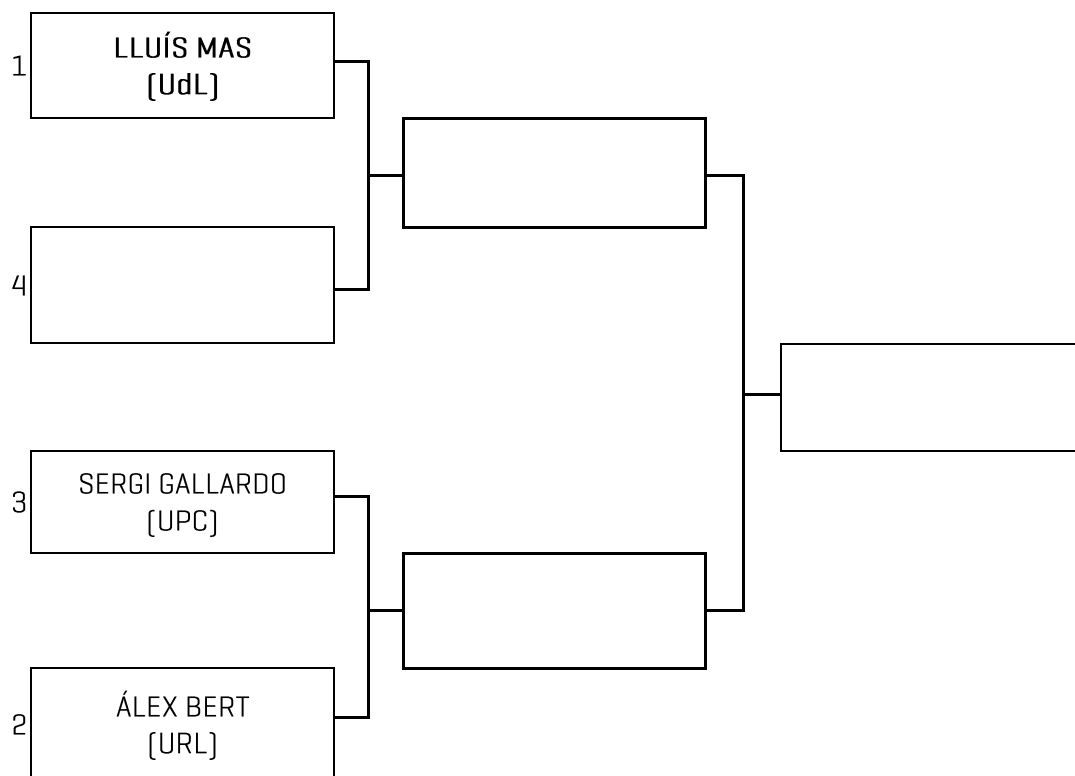 1
LLUÍS MAS
(UdL)
4
3
SERGI GALLARDO
(UPC)
2
ÁLEX BERT
(URL)